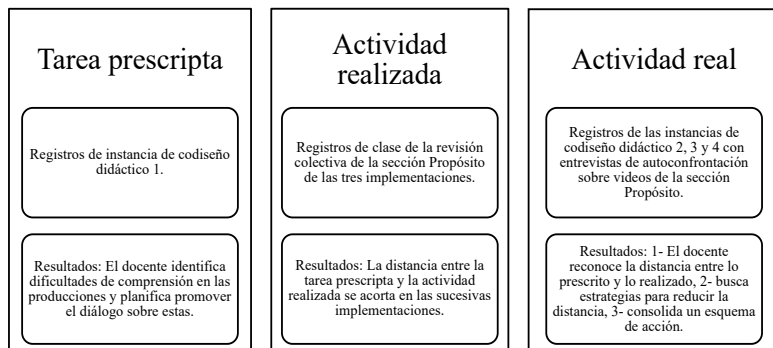 Tarea prescripta
Registros de instancia de codiseño
didáctico 1.
Resultados: El docente identifica
dificultades de comprensión en las
producciones y planifica promover
el diálogo sobre estas.
Actividad
realizada
Registros de clase de la revisión
colectiva de la sección Propósito
de las tres implementaciones.
Resultados: La distancia entre la
tarea prescripta y la actividad
realizada se acorta en las sucesivas
implementaciones.
Actividad real
Registros de las instancias de
codiseño didáctico 2, 3 y 4 con
entrevistas de autoconfrontación
sobre videos de la sección
Propósito.
Resultados: 1- El docente
reconoce la distancia entre lo
prescrito y lo realizado, 2- busca
estrategias para reducir la
distancia, 3- consolida un esquema
de acción.